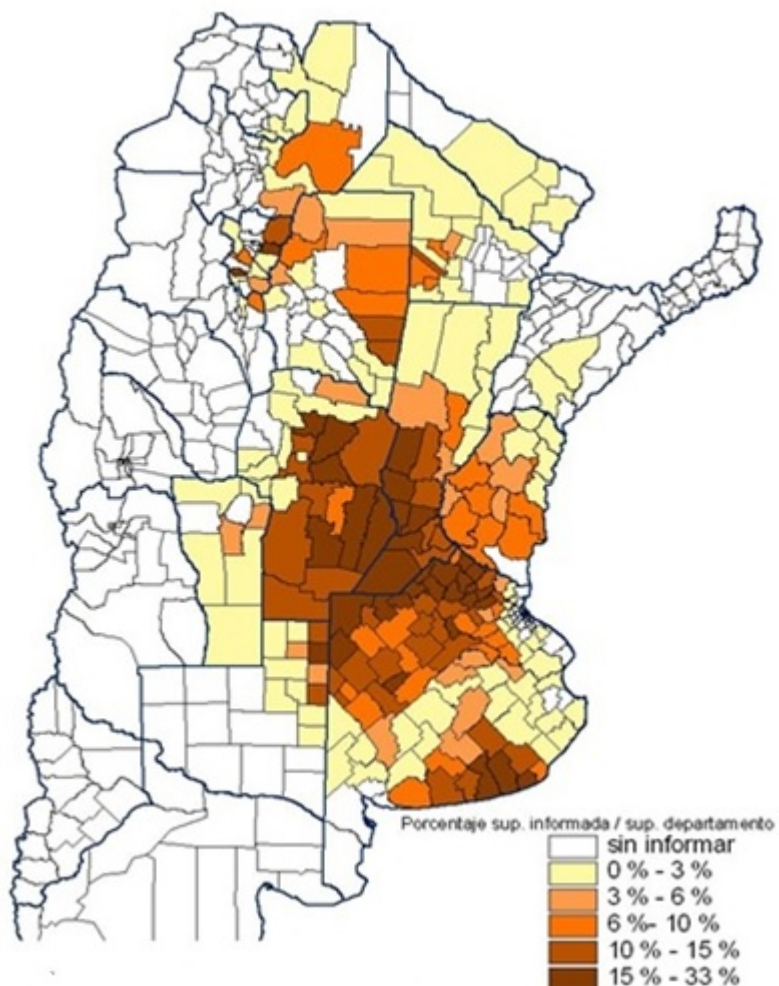 Porcentaje sup. informada / sup. departamento
sin informar
0 % - 3 %
3 % - 6 %
6 %- 10 %
10 % - 15 %
15 % - 33 %